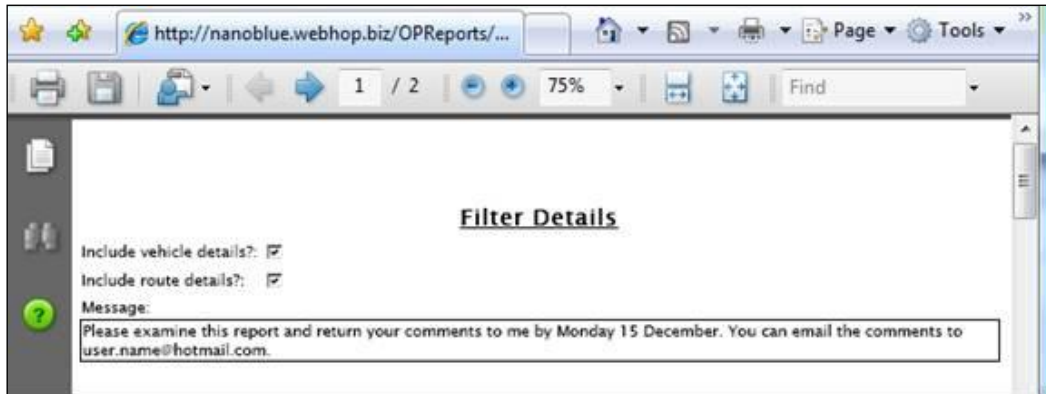 http://nanoblue.webhop.biz/OPReports/...
Page
Tools
»
1 / 2
75%
Find
Filter Details
Include vehicle details?:
Include route details?:
Message:
Please examine this report and return your comments to me by Monday 15 December. You can email the comments to
user.name@hotmail.com.
?